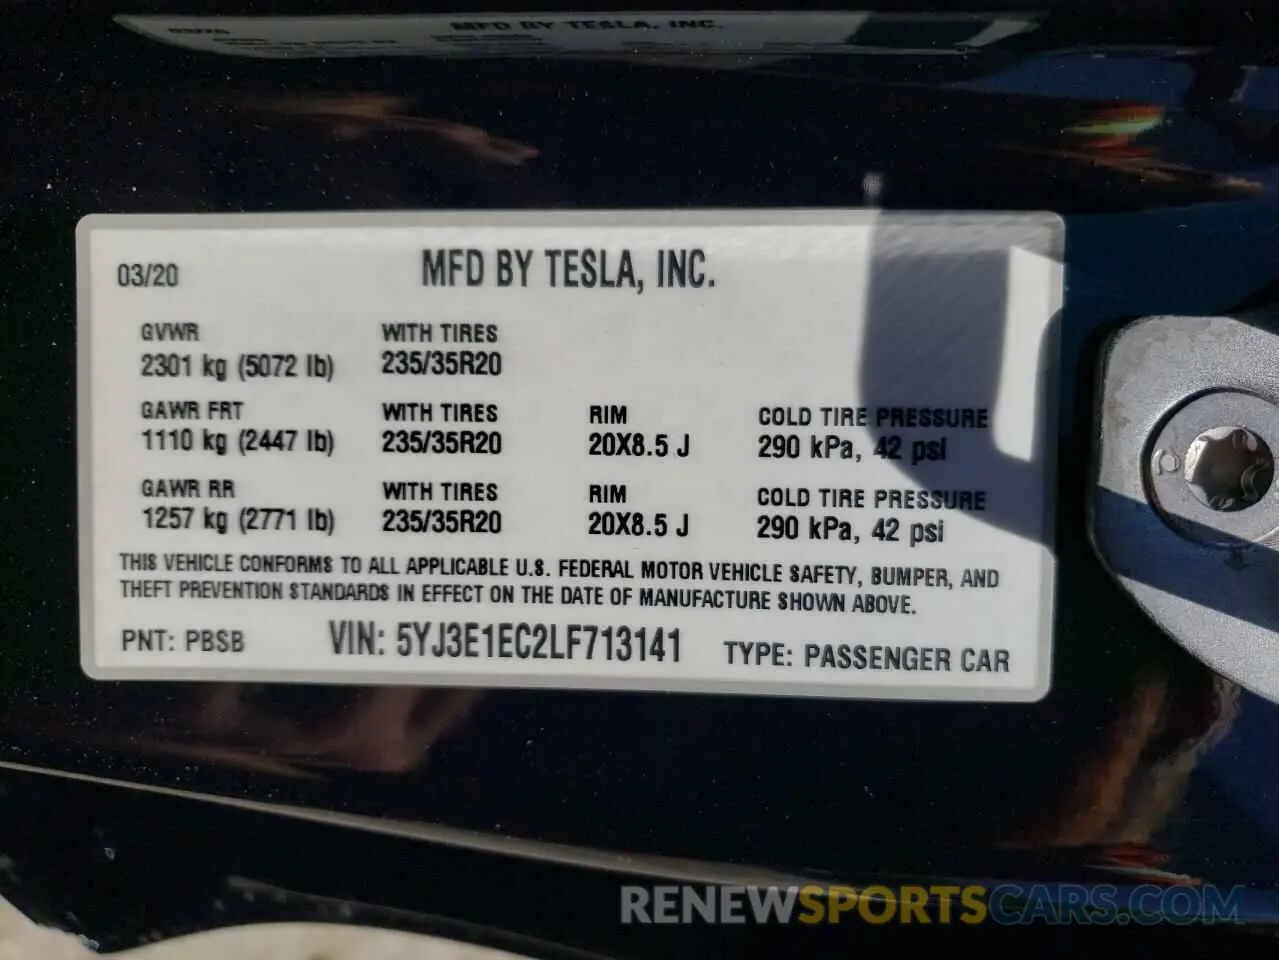 MFD BY TESLA, INC.
03/20 MFD BY TESLA, INC.
GVWR WITH TIRES
2301 kg (5072 lb) 235/35R20
GAWR FRT WITH TIRES RIM COLD TIRE PRESSURE
1110 kg (2447 lb) 235/35R20 20X8.5 J 290 kPa, 42 psi
GAWR RR WITH TIRES RIM COLD TIRE PRESSURE
1257 kg (2771 lb) 235/35R20 20X8.5 J 290 kPa, 42 psi
THIS VEHICLE CONFORMS TO ALL APPLICABLE U.S. FEDERAL MOTOR VEHICLE SAFETY, BUMPER, AND
THEFT PREVENTION STANDARDS IN EFFECT ON THE DATE OF MANUFACTURE SHOWN ABOVE.
PNT: PBSB VIN: 5YJ3E1EC2LF713141 TYPE: PASSENGER CAR
RENEWSPORTSCARS.COM